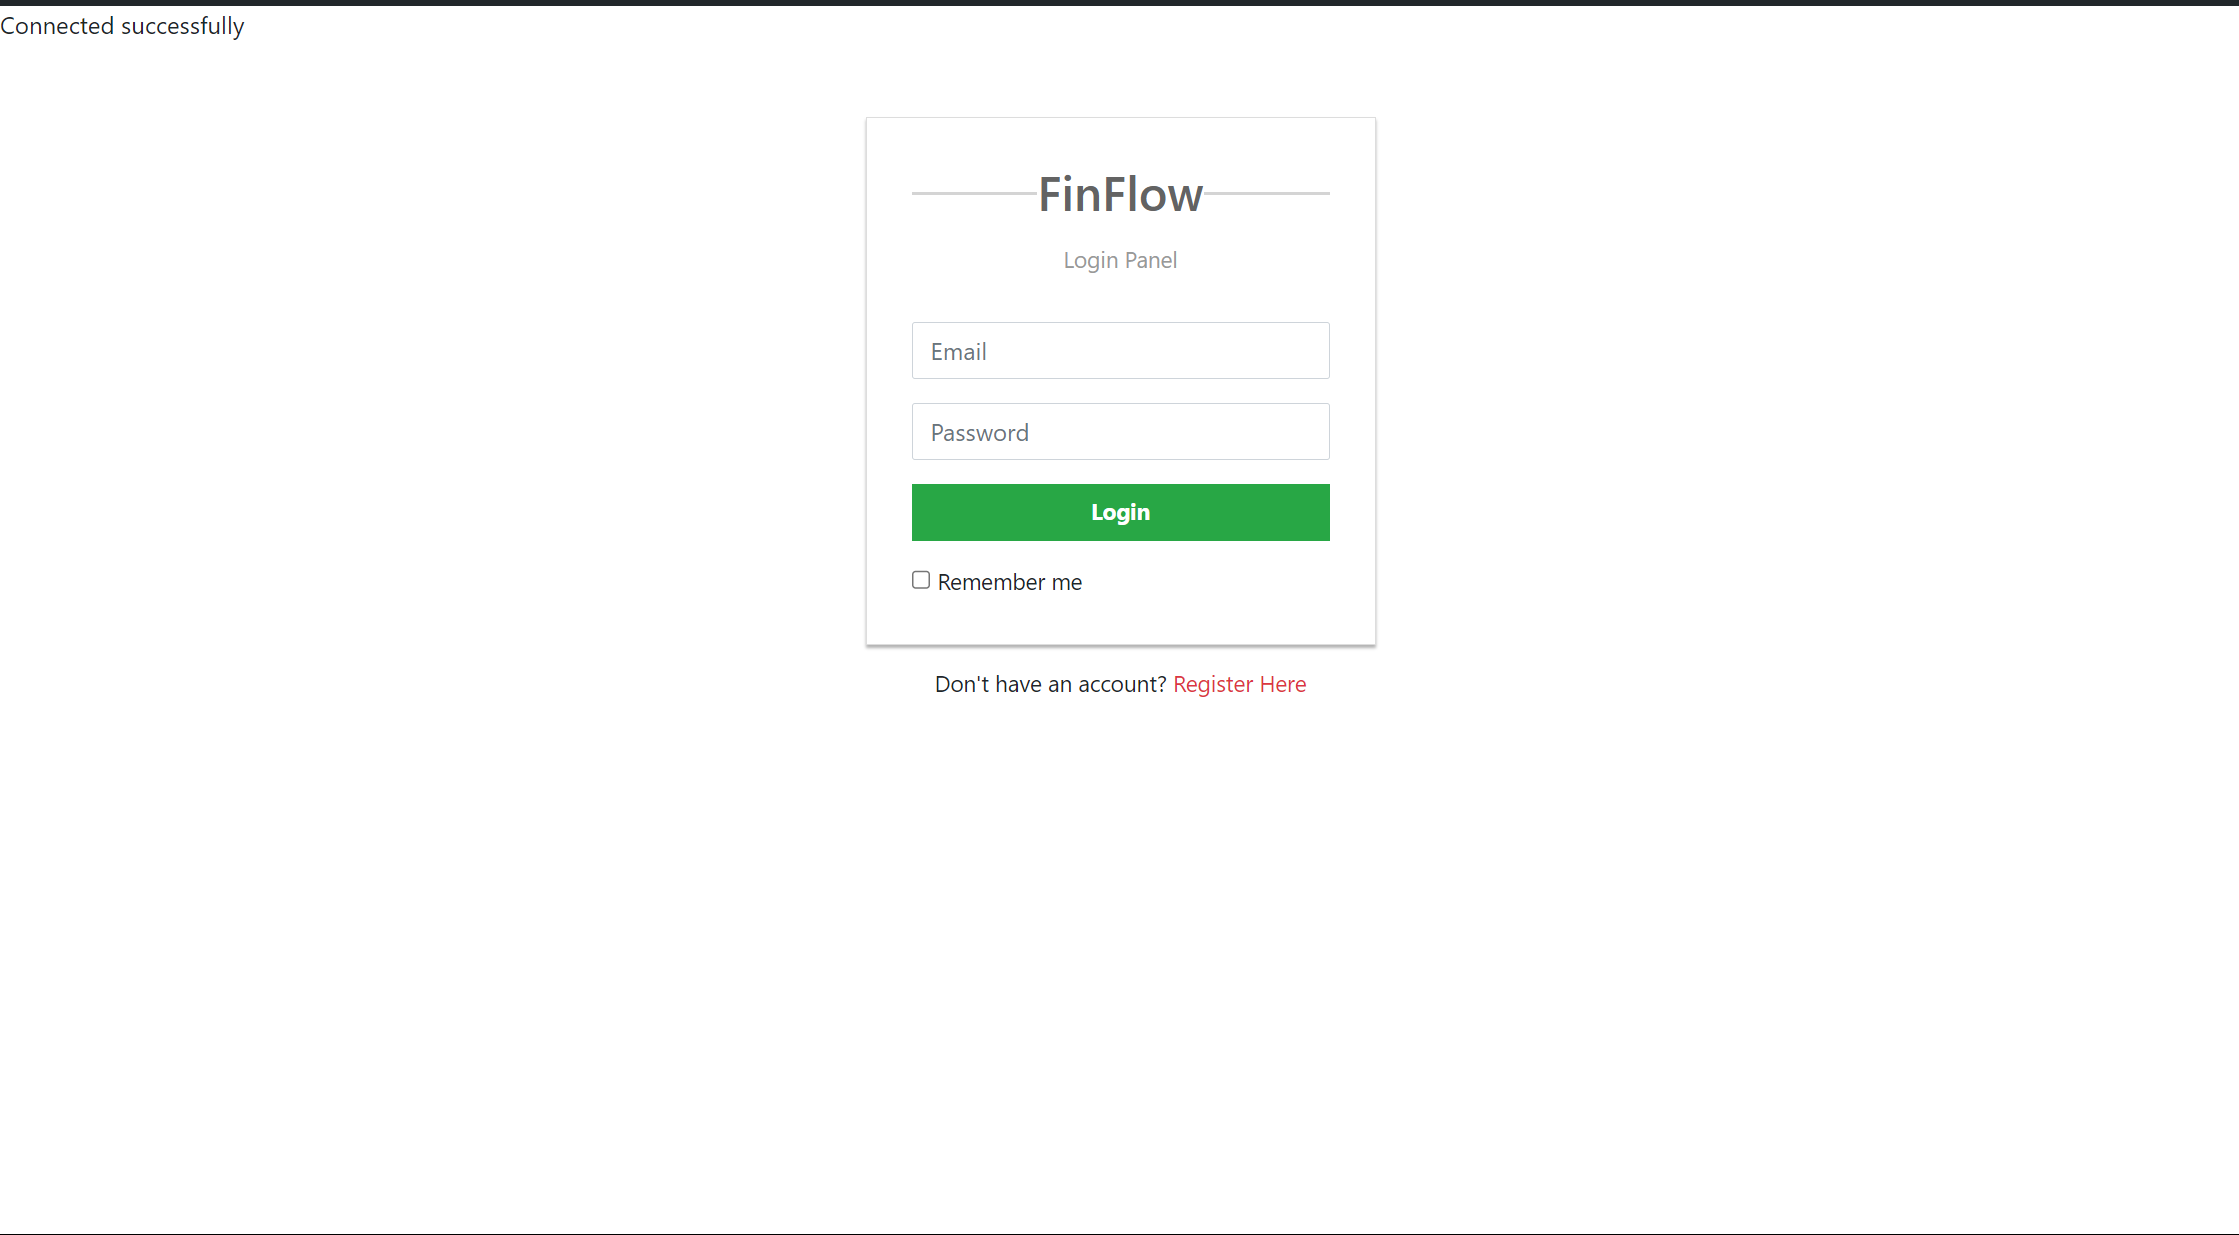 Connected successfully
FinFlow
Login Panel
Email
Password
Login
Remember me
Don't have an account? Register Here